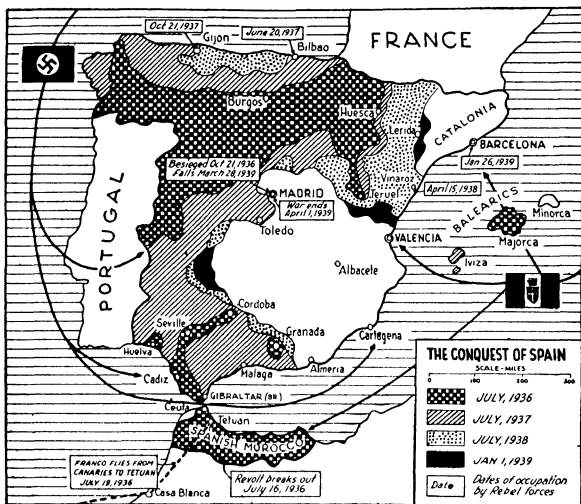 Oct 21, 1937
June 20, 1937
Gijon
Bilbao
FRANCE
Burgos
Huesca
Lerida
CATALONIA
BARCELONA
Jan 26, 1939
Besieged Oct 21, 1936
Falls March 28, 1939
Vinaroz
Teruel
April 15, 1938
MADRID
War ends
April 1, 1939
BALEARICS
Minorca
Majorca
Iviza
Toledo
VALENCIA
PORTUGAL
Albacete
Cordoba
Seville
Granada
Cartagena
Huelva
Almeria
Malaga
Cadiz
GIBRALTAR (BR)
Ceuta
Tetuan
SPANISH MOROCCO
FRANCO FLIES FROM
CANARIES TO TETUAN
JULY 19, 1936
Revolt breaks out
July 16, 1936
Casa Blanca
THE CONQUEST OF SPAIN
SCALE-MILES
0 100 200 300
JULY, 1936
JULY, 1937
JULY, 1938
JAN 1, 1939
Date
Dates of occupation
by Rebel forces